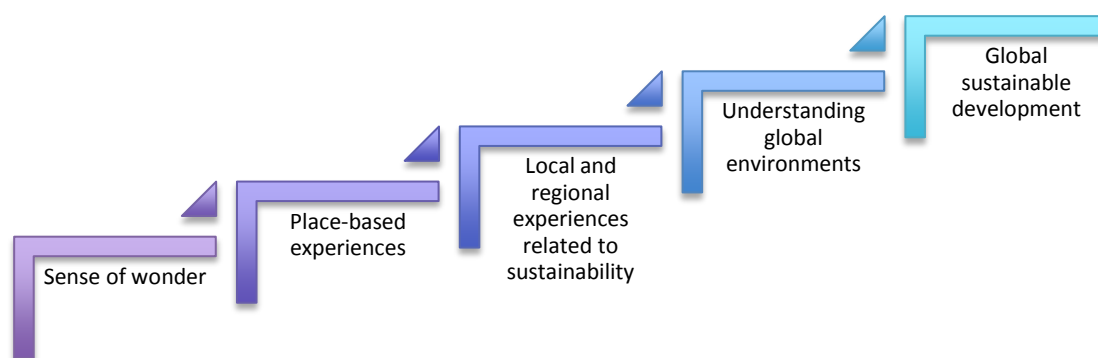 Sense of wonder
Place-based
experiences
Local and
regional
experiences
related to
sustainability
Understanding
global
environments
Global
sustainable
development